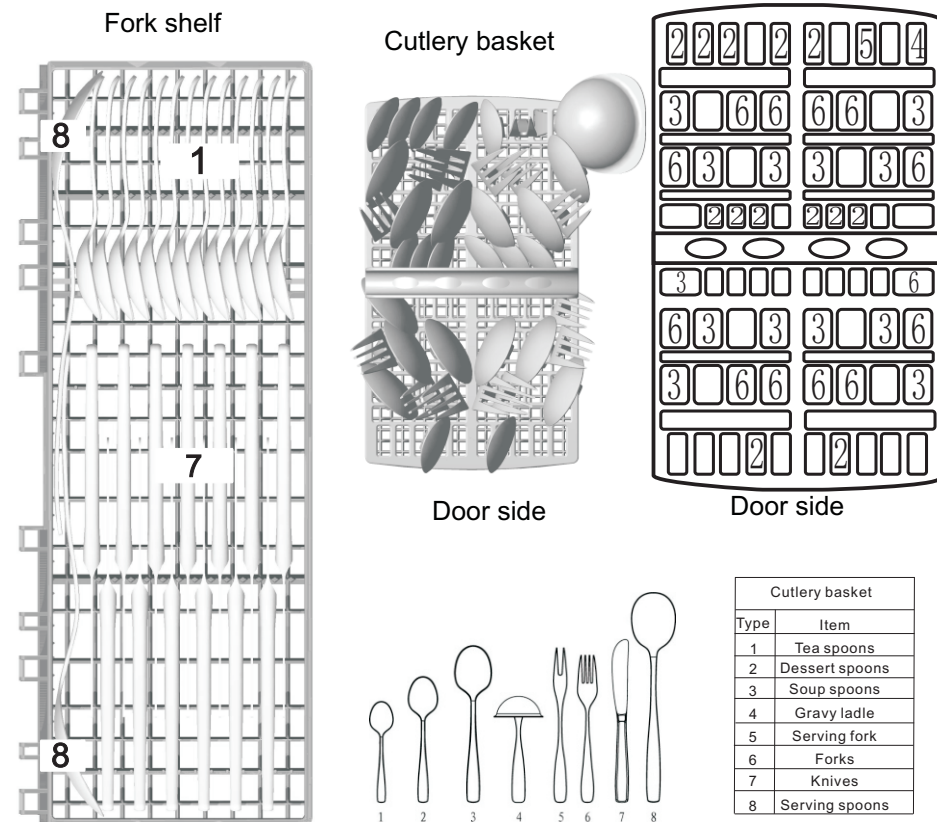 Fork shelf
Cutlery basket
8
1
7
8
2 2 2 2 2 5 4
3 6 6 6 6 3
6 3 3 3 3 6
2 2 2 2 2 2
3 6
6 3 3 3 3 6
3 6 6 6 6 3
2 2
Door side
Door side
1 2 3 4 5 6 7 8
Cutlery basket
Type Item
1 Tea spoons
2 Dessert spoons
3 Soup spoons
4 Gravy ladle
5 Serving fork
6 Forks
7 Knives
8 Serving spoons